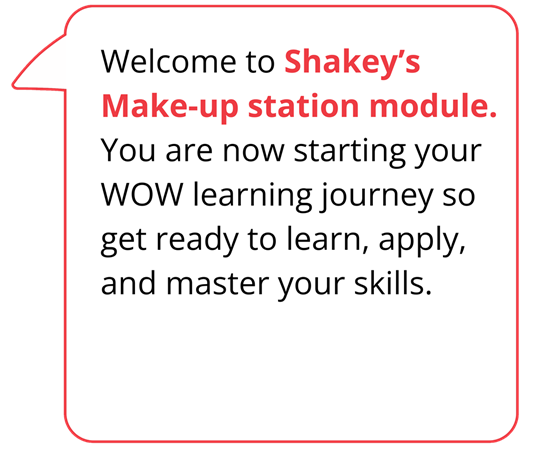 Welcome to Shakey’s
Make-up station module.
You are now starting your
WOW learning journey so
get ready to learn, apply,
and master your skills.